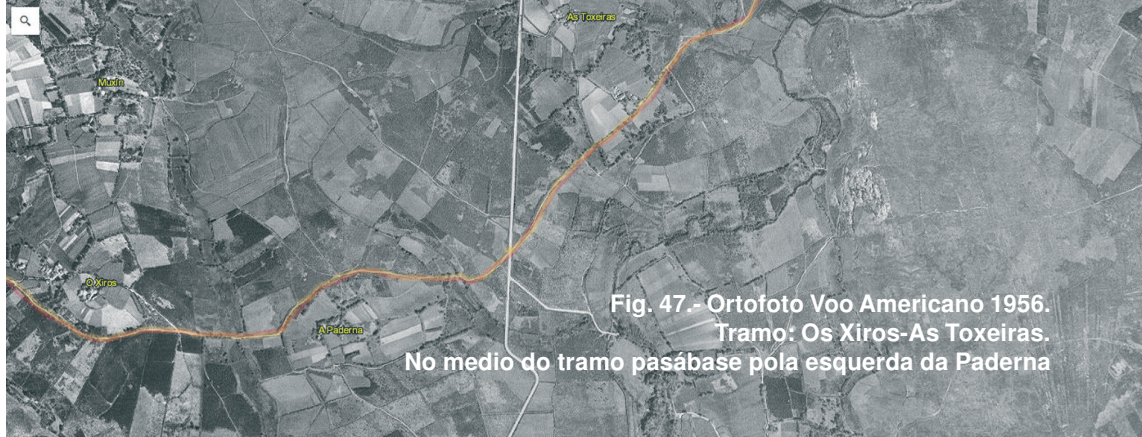 As Toxeiras
Muxín
O Xiros
A Paderna
Fig. 47.- Ortofoto Voo Americano 1956.
Tramo: Os Xiros-As Toxeiras.
No medio do tramo pasábase pola esquerda da Paderna